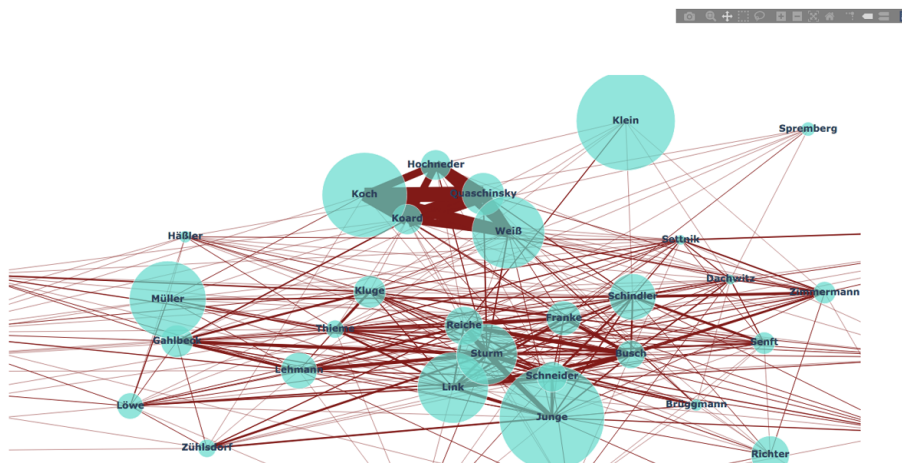 Klein
Spremberg
Hochneder
Koch
Quaschinsky
Koard
Weiß
Häßler
Sottnik
Dachwitz
Kluge
Zimmermann
Müller
Schindler
Reiche
Franke
Thieme
Gahlbeck
Senft
Sturm
Busch
Lehmann
Schneider
Link
Löwe
Bruggmann
Junge
Zühlsdorf
Richter